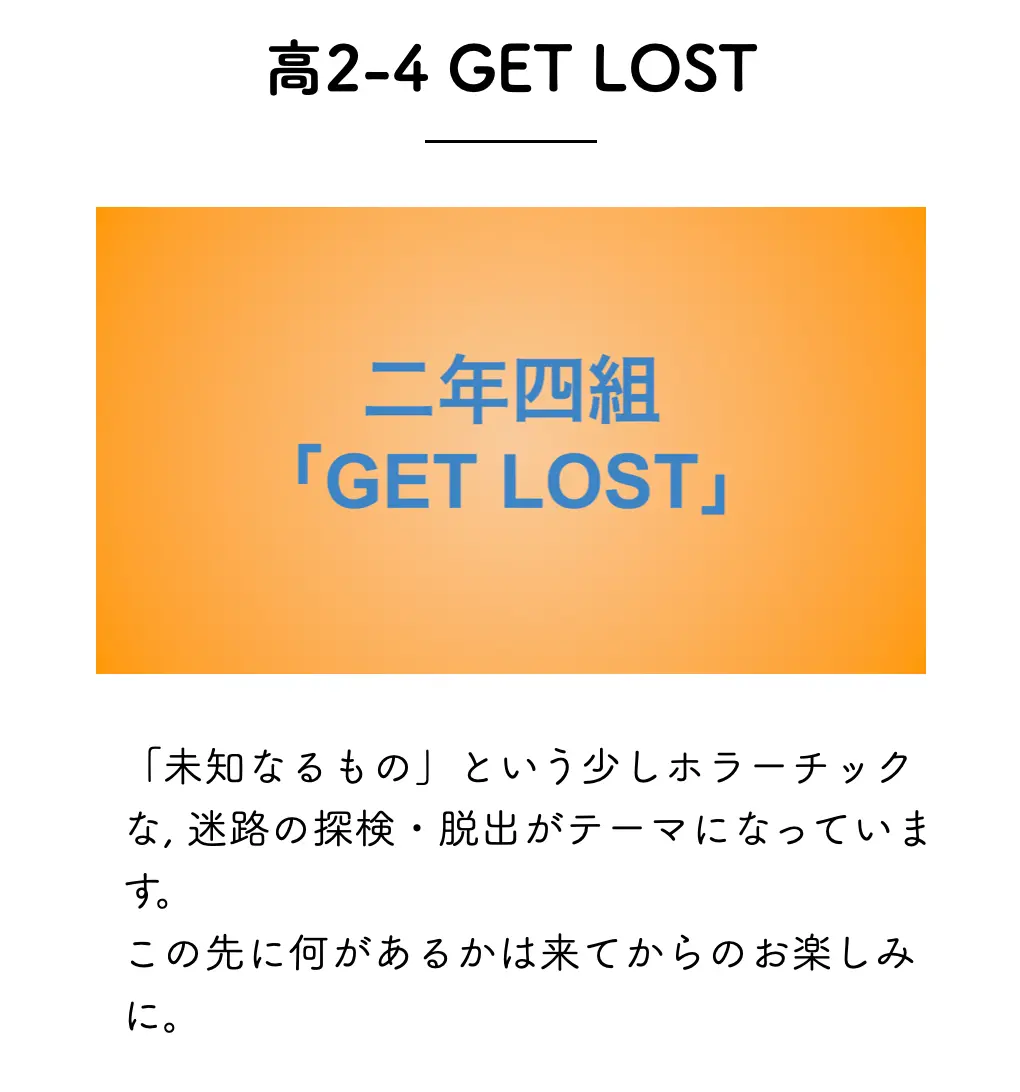 高2-4 GET LOST
二年四組
「GET LOST」
「未知なるもの」という少しホラーチック
な, 迷路の探検・脱出がテーマになっていま
す。
この先に何があるかは来てからのお楽しみ
に。